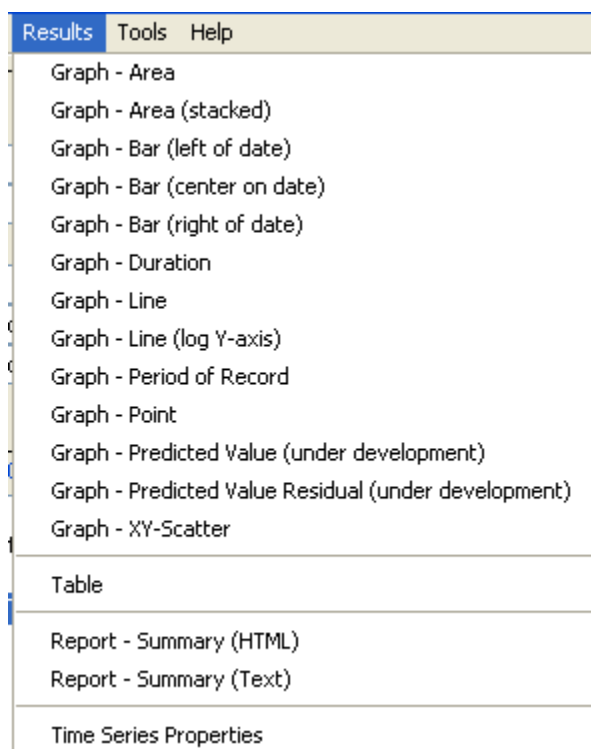 Results Tools Help
Graph - Area
Graph - Area (stacked)
Graph - Bar (left of date)
Graph - Bar (center on date)
Graph - Bar (right of date)
Graph - Duration
Graph - Line
Graph - Line (log Y-axis)
Graph - Period of Record
Graph - Point
Graph - Predicted Value (under development)
Graph - Predicted Value Residual (under development)
Graph - XY-Scatter
Table
Report - Summary (HTML)
Report - Summary (Text)
Time Series Properties